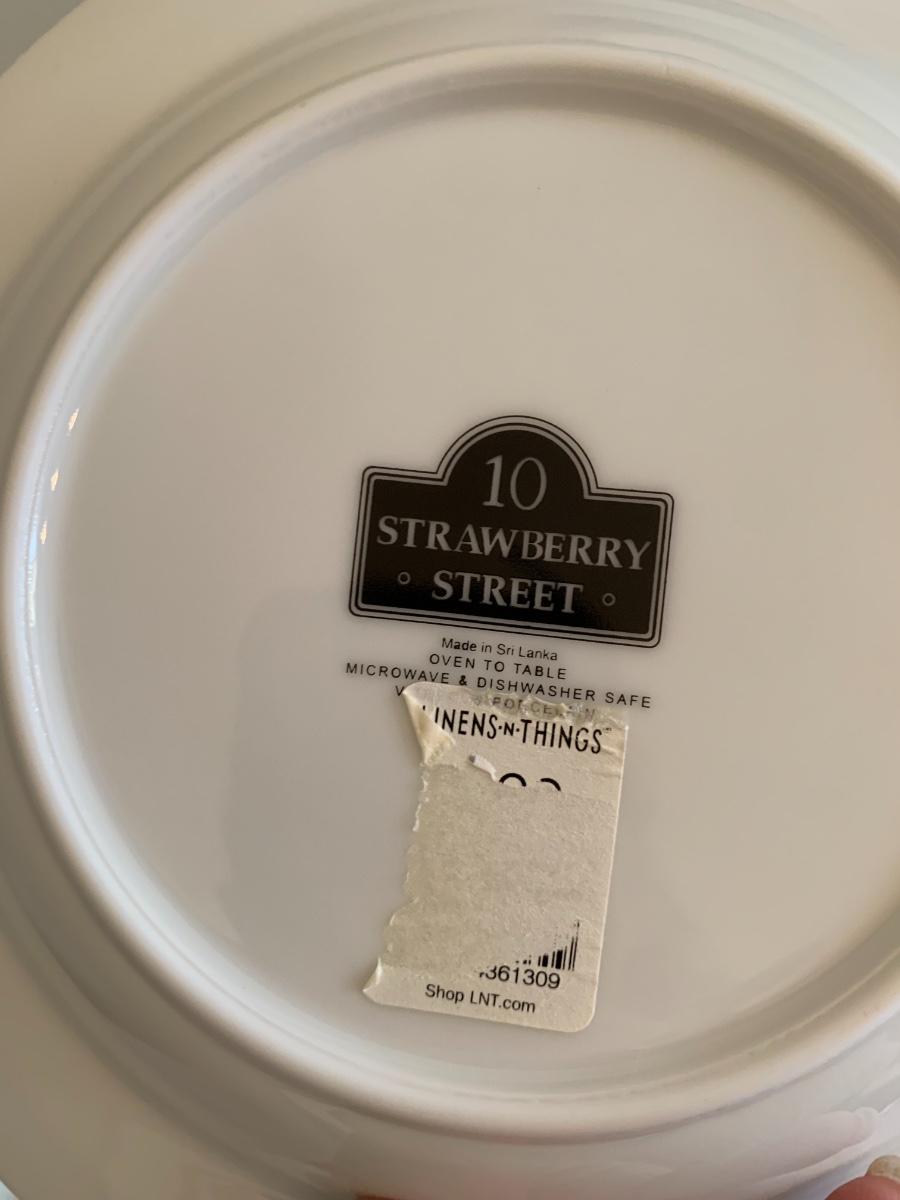 10
STRAWBERRY
STREET
Made in Sri Lanka
OVEN TO TABLE
MICROWAVE & DISHWASHER SAFE
PORCELAIN
LINENS·N·THINGS
361309
Shop LNT.com